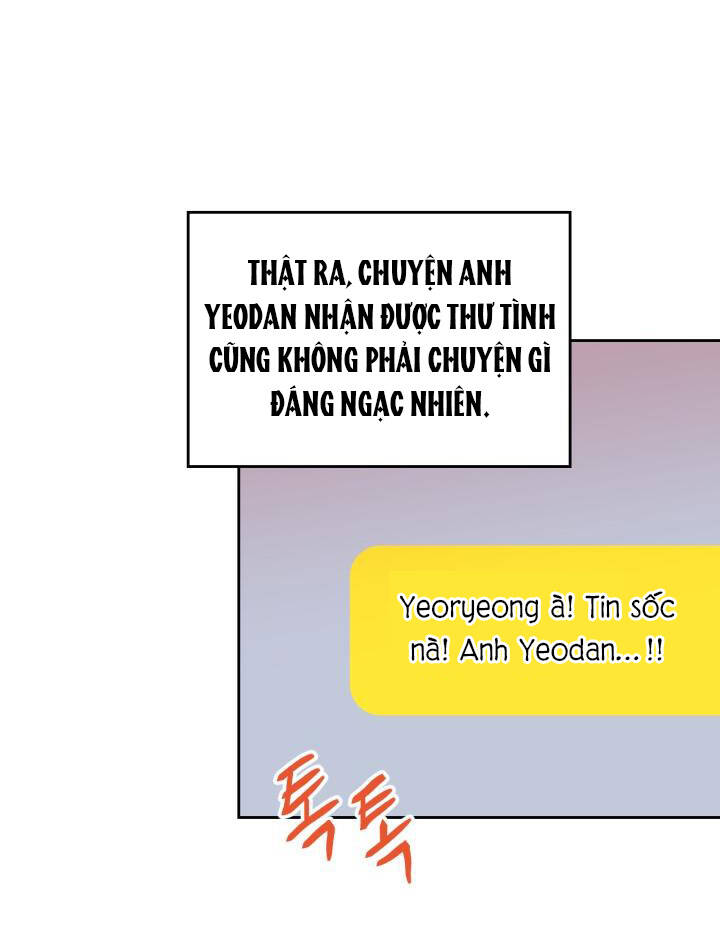 THẬT RA, CHUYỆN ANH
YEODAN NHẬN ĐƯỢC THƯ TÌNH
CŨNG KHÔNG PHẢI CHUYỆN GÌ
ĐÁNG NGẠC NHIÊN.
Yeoryeong à! Tin sốc
nà! Anh Yeodan...!!
톡톡